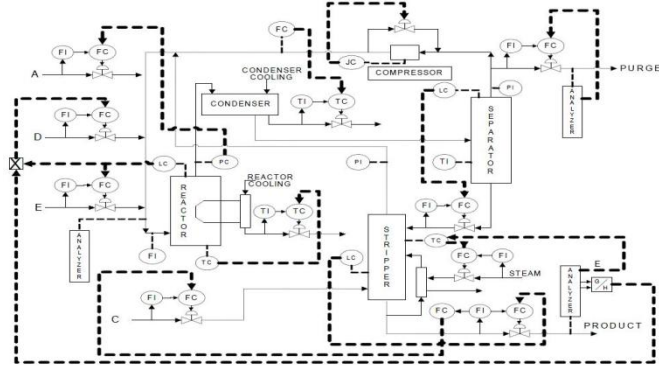 FC
FI
FC
A
FC
JC
COMPRESSOR
FI
FC
PURGE
CONDENSER
COOLING
CONDENSER
TI
TC
LC
PI
ANALYZER
SEPARATOR
FI
FC
D
LC
PC
PI
TI
FI
FC
E
REACTOR
REACTOR
COOLING
TI
TC
FI
FC
ANALYZER
FI
TC
LC
STRIPPER
TC
FC
FI
STEAM
E
ANALYZER
G/H
FI
FC
C
FC
FI
FC
PRODUCT